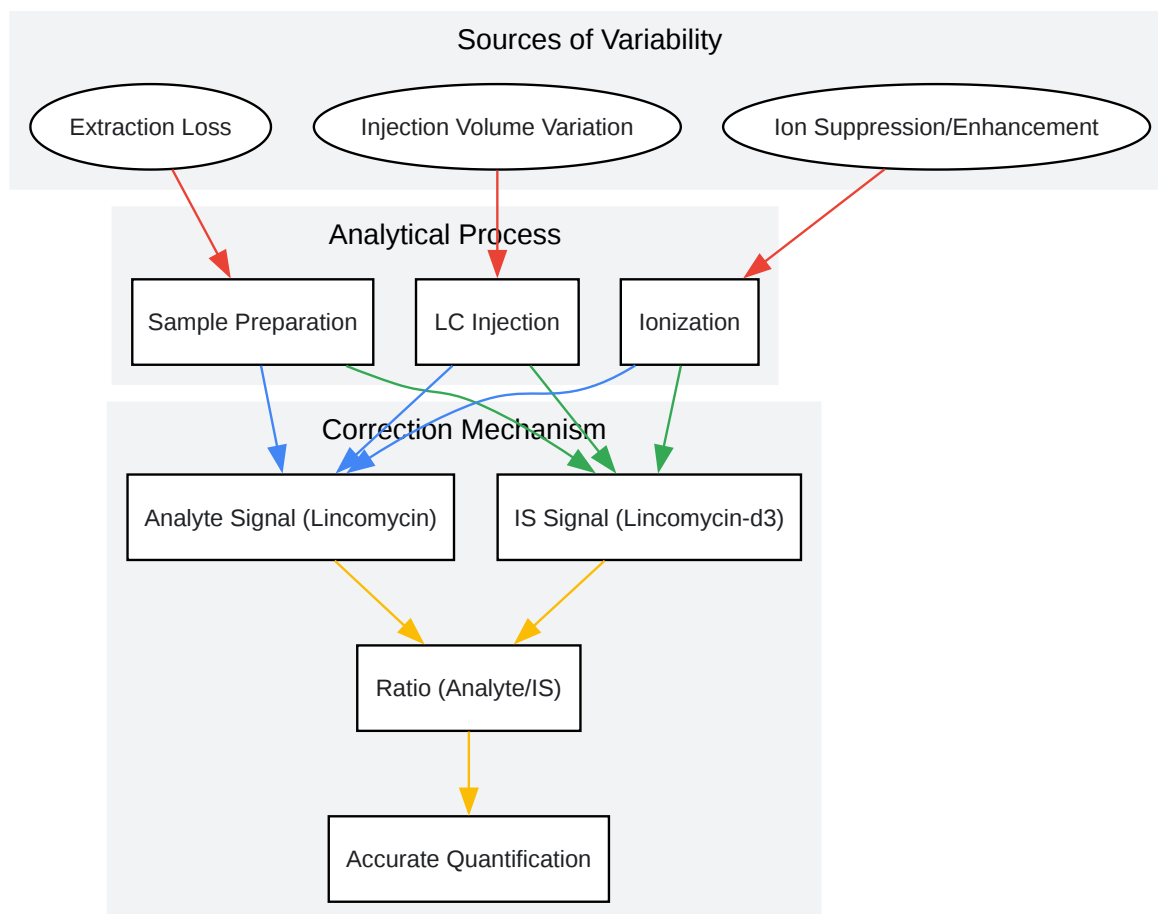 Sources of Variability
Extraction Loss
Injection Volume Variation
Ion Suppression/Enhancement
Analytical Process
Sample Preparation
LC Injection
Ionization
Correction Mechanism
Analyte Signal (Lincomycin)
IS Signal (Lincomycin-d3)
Ratio (Analyte/IS)
Accurate Quantification